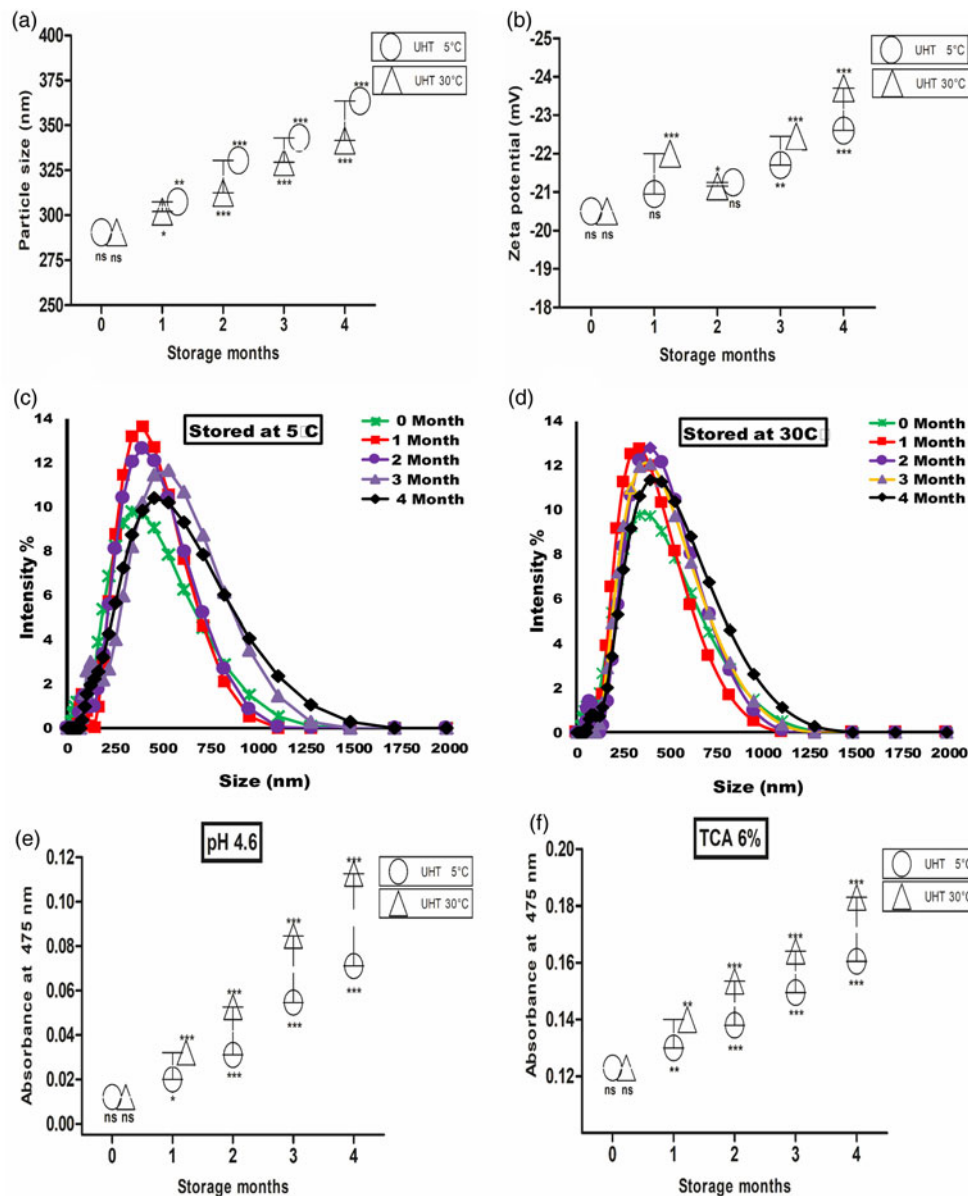 (a)
Particle size (nm)
400
375
350
325
300
275
250
UHT 5°C
UHT 30°C
ns
ns
*
**
***
***
***
***
***
***
0 1 2 3 4
Storage months
(b)
Zeta potential (mV)
-25
-24
-23
-22
-21
-20
-19
-18
UHT 5°C
UHT 30°C
ns
ns
ns
***
*
ns
**
***
***
***
0 1 2 3 4
Storage months
(c)
Stored at 5□C
Intensity %
14
12
10
8
6
4
2
0
0 250 500 750 1000 1250 1500 1750 2000
Size (nm)
0 Month
1 Month
2 Month
3 Month
4 Month
(d)
Stored at 30C□
Intensity %
14
12
10
8
6
4
2
0
0 250 500 750 1000 1250 1500 1750 2000
Size (nm)
0 Month
1 Month
2 Month
3 Month
4 Month
(e)
pH 4.6
Absorbance at 475 nm
0.12
0.10
0.08
0.06
0.04
0.02
0.00
UHT 5°C
UHT 30°C
ns ns
*
***
***
***
***
***
***
***
0 1 2 3 4
Storage months
(f)
TCA 6%
Absorbance at 475 nm
0.20
0.18
0.16
0.14
0.12
UHT 5°C
UHT 30°C
ns ns
**
**
***
***
***
***
***
***
0 1 2 3 4
Storage months